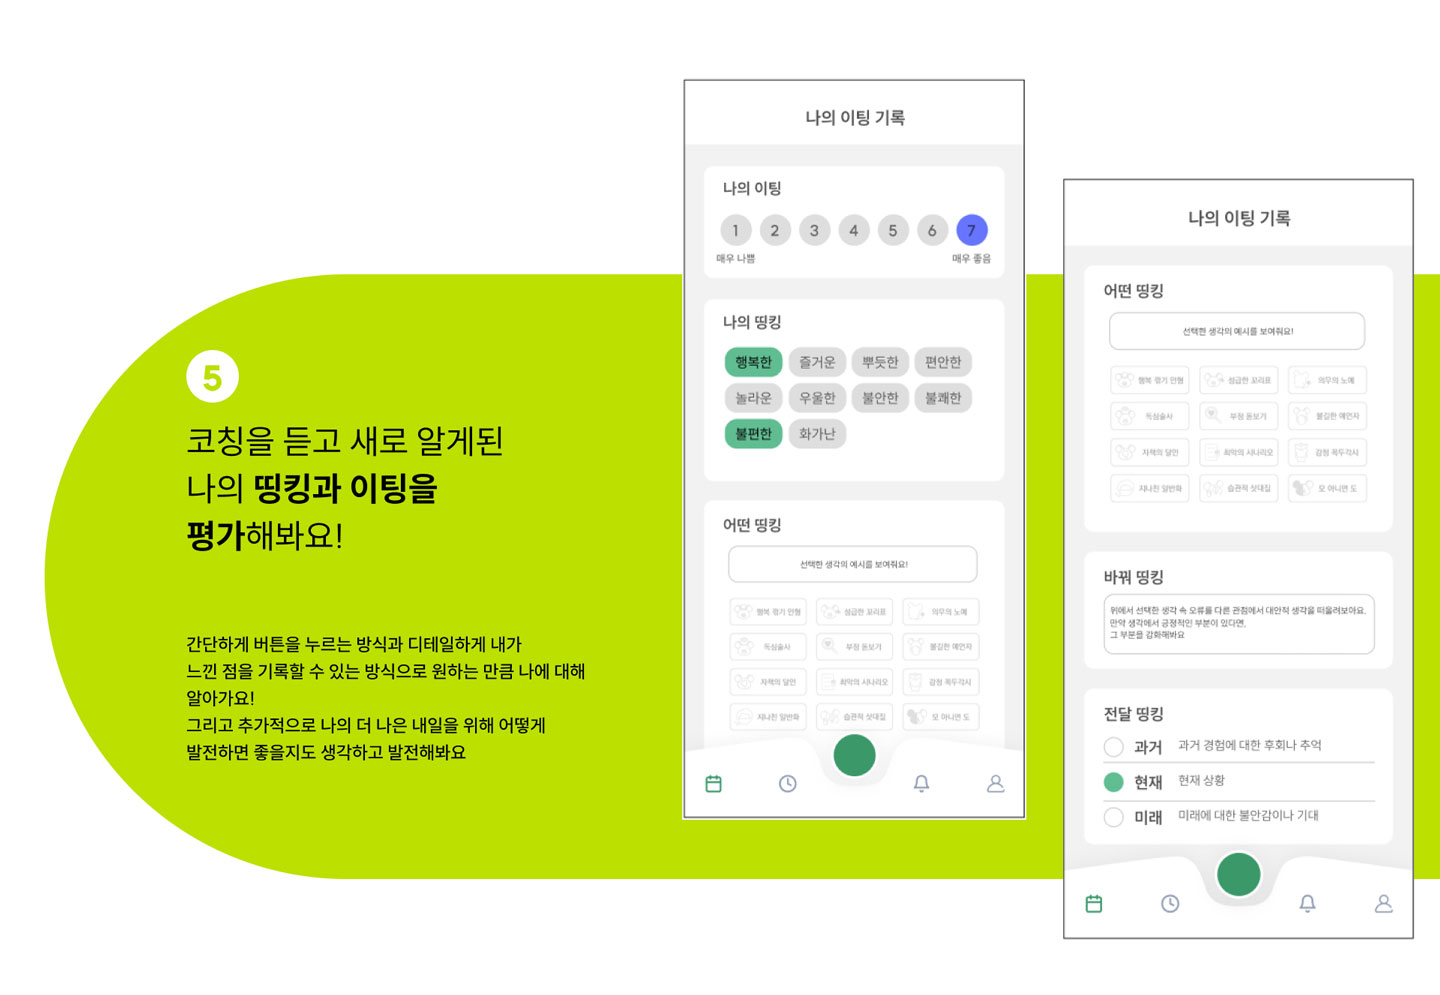 5
코칭을 듣고 새로 알게된
나의 띵킹과 이팅을
평가해봐요!
간단하게 버튼을 누르는 방식과 디테일하게 내가
느낀 점을 기록할 수 있는 방식으로 원하는 만큼 나에 대해
알아가요!
그리고 추가적으로 나의 더 나은 내일을 위해 어떻게
발전하면 좋을지도 생각하고 발전해봐요
나의 이팅 기록
나의 이팅
1 2 3 4 5 6 7
매우 나쁨 매우 좋음
나의 띵킹
행복한 즐거운 뿌듯한 편안한
놀라운 우울한 불안한 불쾌한
불편한 화가난
어떤 띵킹
선택한 생각의 예시를 보여줘요!
행복 깎기 인형 성급한 꼬리표 의무의 노예
독심술사 부정 돋보기 불길한 예언자
자책의 달인 최악의 시나리오 감정 꼭두각시
지나친 일반화 습관적 삿대질 모 아니면 도
나의 이팅 기록
어떤 띵킹
선택한 생각의 예시를 보여줘요!
행복 깎기 인형 성급한 꼬리표 의무의 노예
독심술사 부정 돋보기 불길한 예언자
자책의 달인 최악의 시나리오 감정 꼭두각시
지나친 일반화 습관적 삿대질 모 아니면 도
바꿔 띵킹
위에서 선택한 생각 속 오류를 다른 관점에서 대안적 생각을 떠올려보아요.
만약 생각에서 긍정적인 부분이 있다면,
그 부분을 강화해봐요
전달 띵킹
과거 과거 경험에 대한 후회나 추억
현재 현재 상황
미래 미래에 대한 불안감이나 기대